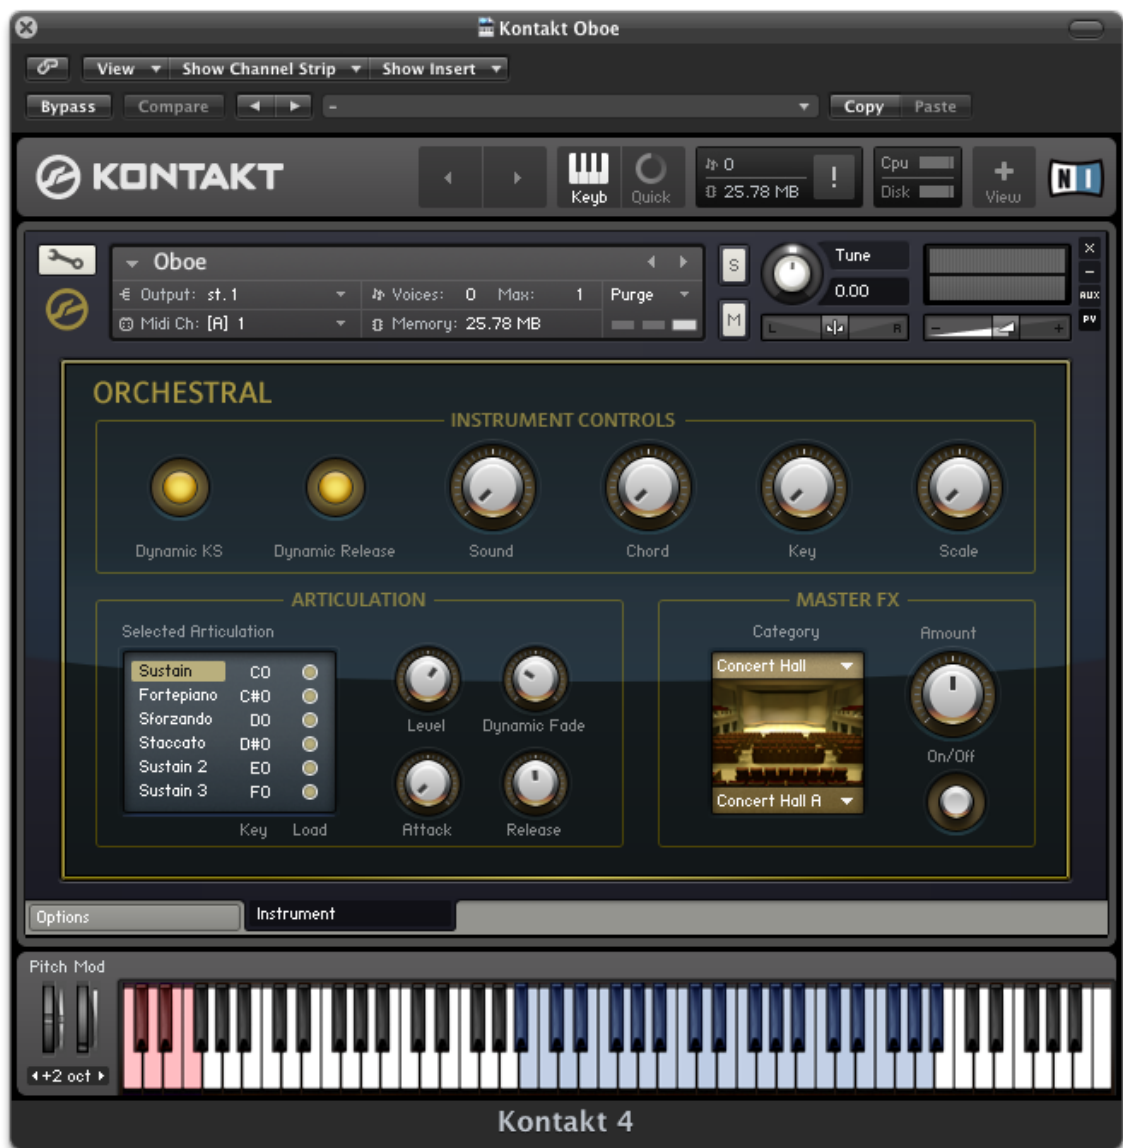 Kontakt Oboe
View Show Channel Strip Show Insert
Bypass Compare - Copy Paste
KONTAKT Keyb Quick 0 25.78 MB ! Cpu Disk + View NI
Oboe S Tune X
Output: st.1 Voices: 0 Max: 1 Purge 0.00 AUX
Midi Ch: [A] 1 Memory: 25.78 MB M L R - + PV
ORCHESTRAL
INSTRUMENT CONTROLS
Dynamic KS Dynamic Release Sound Chord Key Scale
ARTICULATION MASTER FX
Selected Articulation Category Amount
Sustain C0 Concert Hall
Fortepiano C#0
Sforzando D0 Level Dynamic Fade
Staccato D#0 On/Off
Sustain 2 E0
Sustain 3 F0 Concert Hall A
Key Load Attack Release
Options Instrument
Pitch Mod
+2 oct
Kontakt 4